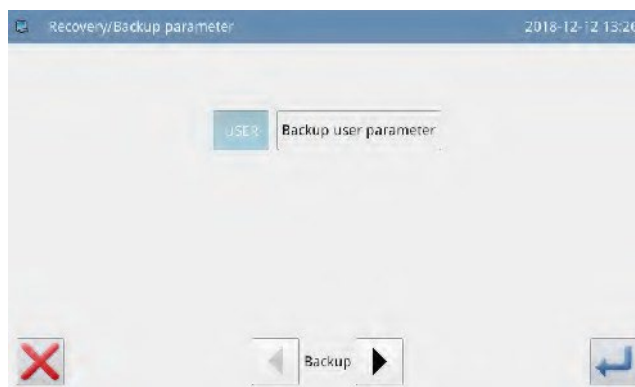 Recovery/Backup parameter 2018-12-12 13:26
USER Backup user parameter
Backup